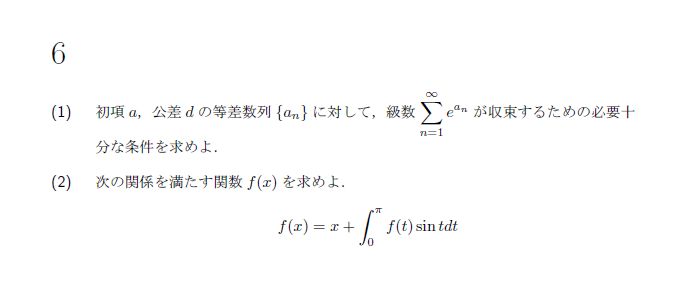 6
(1) 初項 a，公差 d の等差数列 {a_n} に対して，級数 \sum_{n=1}^{\infty} e^{a_n} が収束するための必要十
分な条件を求めよ．
(2) 次の関係を満たす関数 f(x) を求めよ．
f(x) = x + \int_0^{\pi} f(t) sin tdt